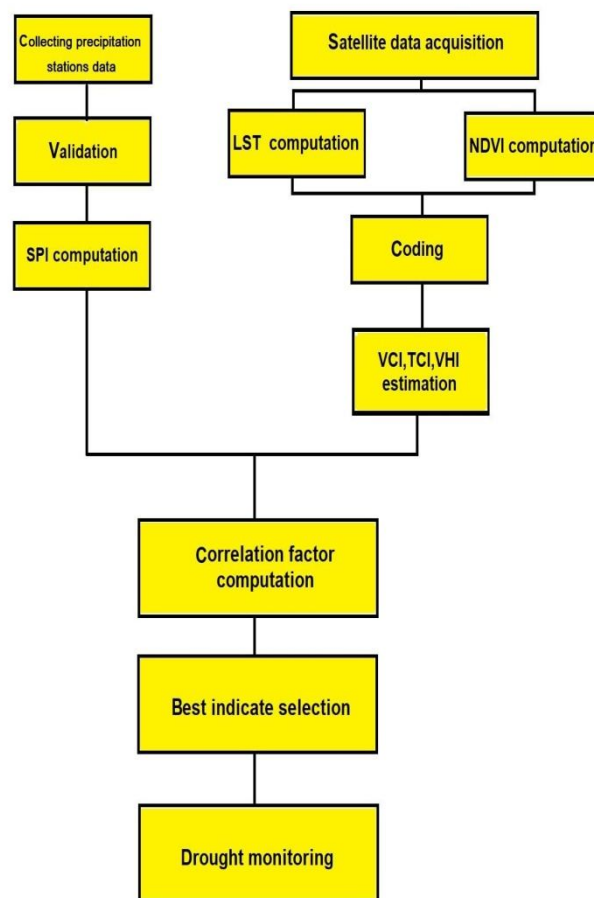 Collecting precipitation
stations data
Validation
SPI computation
Satellite data acquisition
LST computation
NDVI computation
Coding
VCI,TCI,VHI
estimation
Correlation factor
computation
Best indicate selection
Drought monitoring